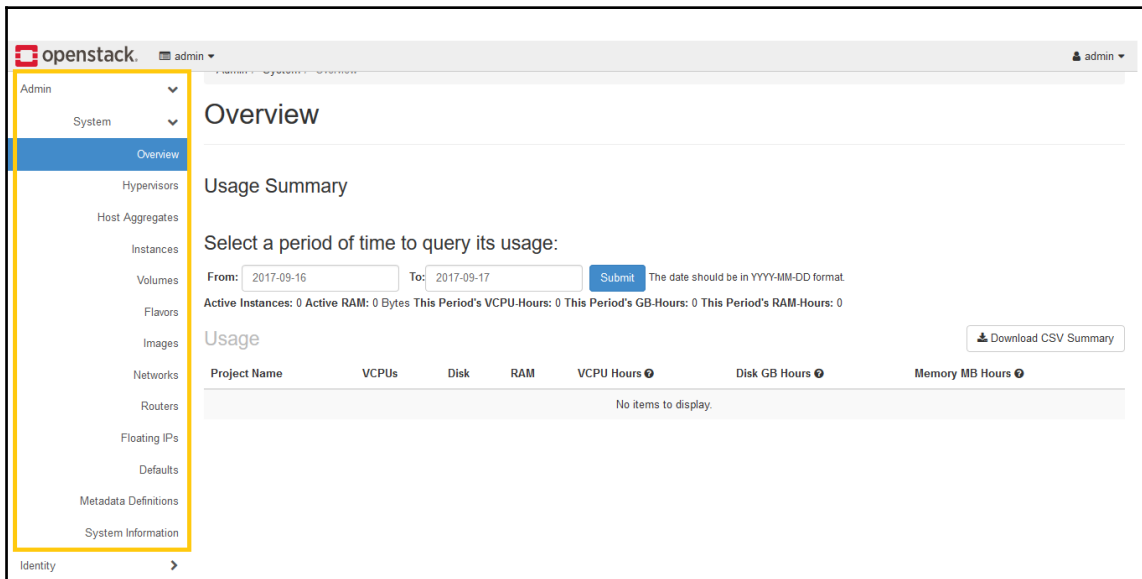 openstack. admin admin
Admin
System
Overview
Hypervisors
Host Aggregates
Instances
Volumes
Flavors
Images
Networks
Routers
Floating IPs
Defaults
Metadata Definitions
System Information
Identity
Admin / System / Overview
Overview
Usage Summary
Select a period of time to query its usage:
From: 2017-09-16 To: 2017-09-17 Submit The date should be in YYYY-MM-DD format.
Active Instances: 0 Active RAM: 0 Bytes This Period's VCPU-Hours: 0 This Period's GB-Hours: 0 This Period's RAM-Hours: 0
Usage Download CSV Summary
Project Name VCPUs Disk RAM VCPU Hours Disk GB Hours Memory MB Hours
No items to display.